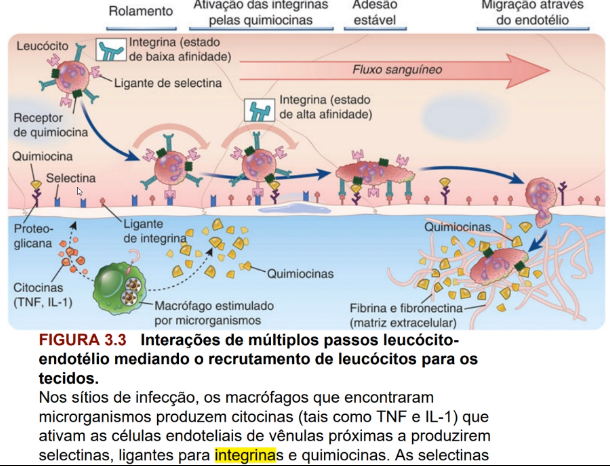 Rolamento
Ativação das integrinas
pelas quimiocinas
Adesão
estável
Migração através
do endotélio
Leucócito
Integrina (estado
de baixa afinidade)
Ligante de selectina
Fluxo sanguíneo
Integrina (estado
de alta afinidade)
Receptor
de quimiocina
Quimiocina
Selectina
Proteo-
glicana
Ligante
de integrina
Quimiocinas
Quimiocinas
Citocinas
(TNF, IL-1)
Macrófago estimulado
por microrganismos
Fibrina e fibronectina
(matriz extracelular)
FIGURA 3.3 Interações de múltiplos passos leucócito-
endotélio mediando o recrutamento de leucócitos para os
tecidos.
Nos sítios de infecção, os macrófagos que encontraram
microrganismos produzem citocinas (tais como TNF e IL-1) que
ativam as células endoteliais de vênulas próximas a produzirem
selectinas, ligantes para integrinas e quimiocinas. As selectinas